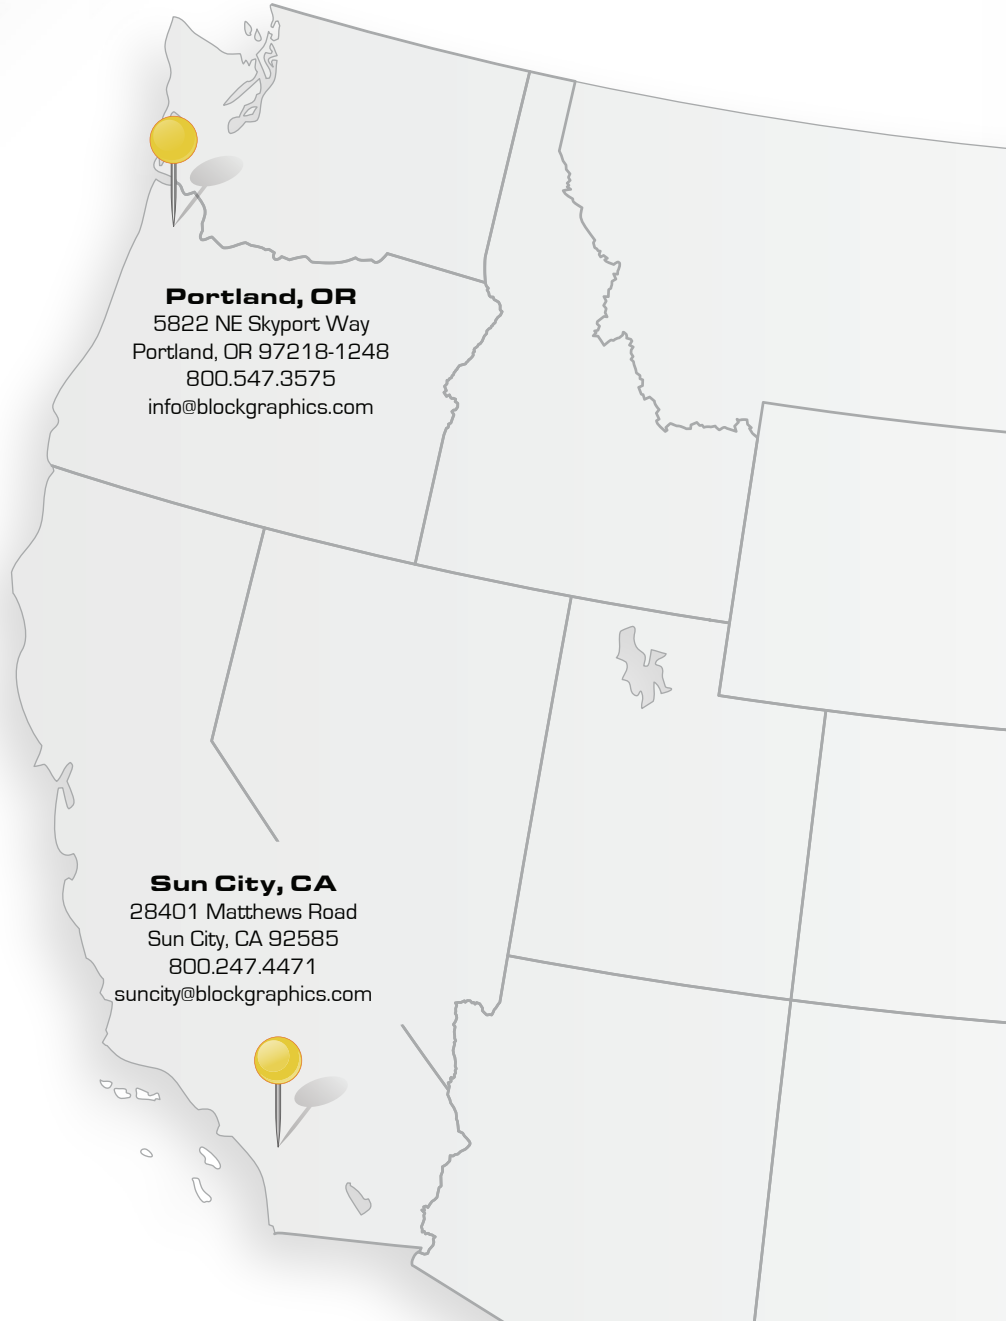 Portland, OR
5822 NE Skyport Way
Portland, OR 97218-1248
800.547.3575
info@blockgraphics.com
Sun City, CA
28401 Matthews Road
Sun City, CA 92585
800.247.4471
suncity@blockgraphics.com